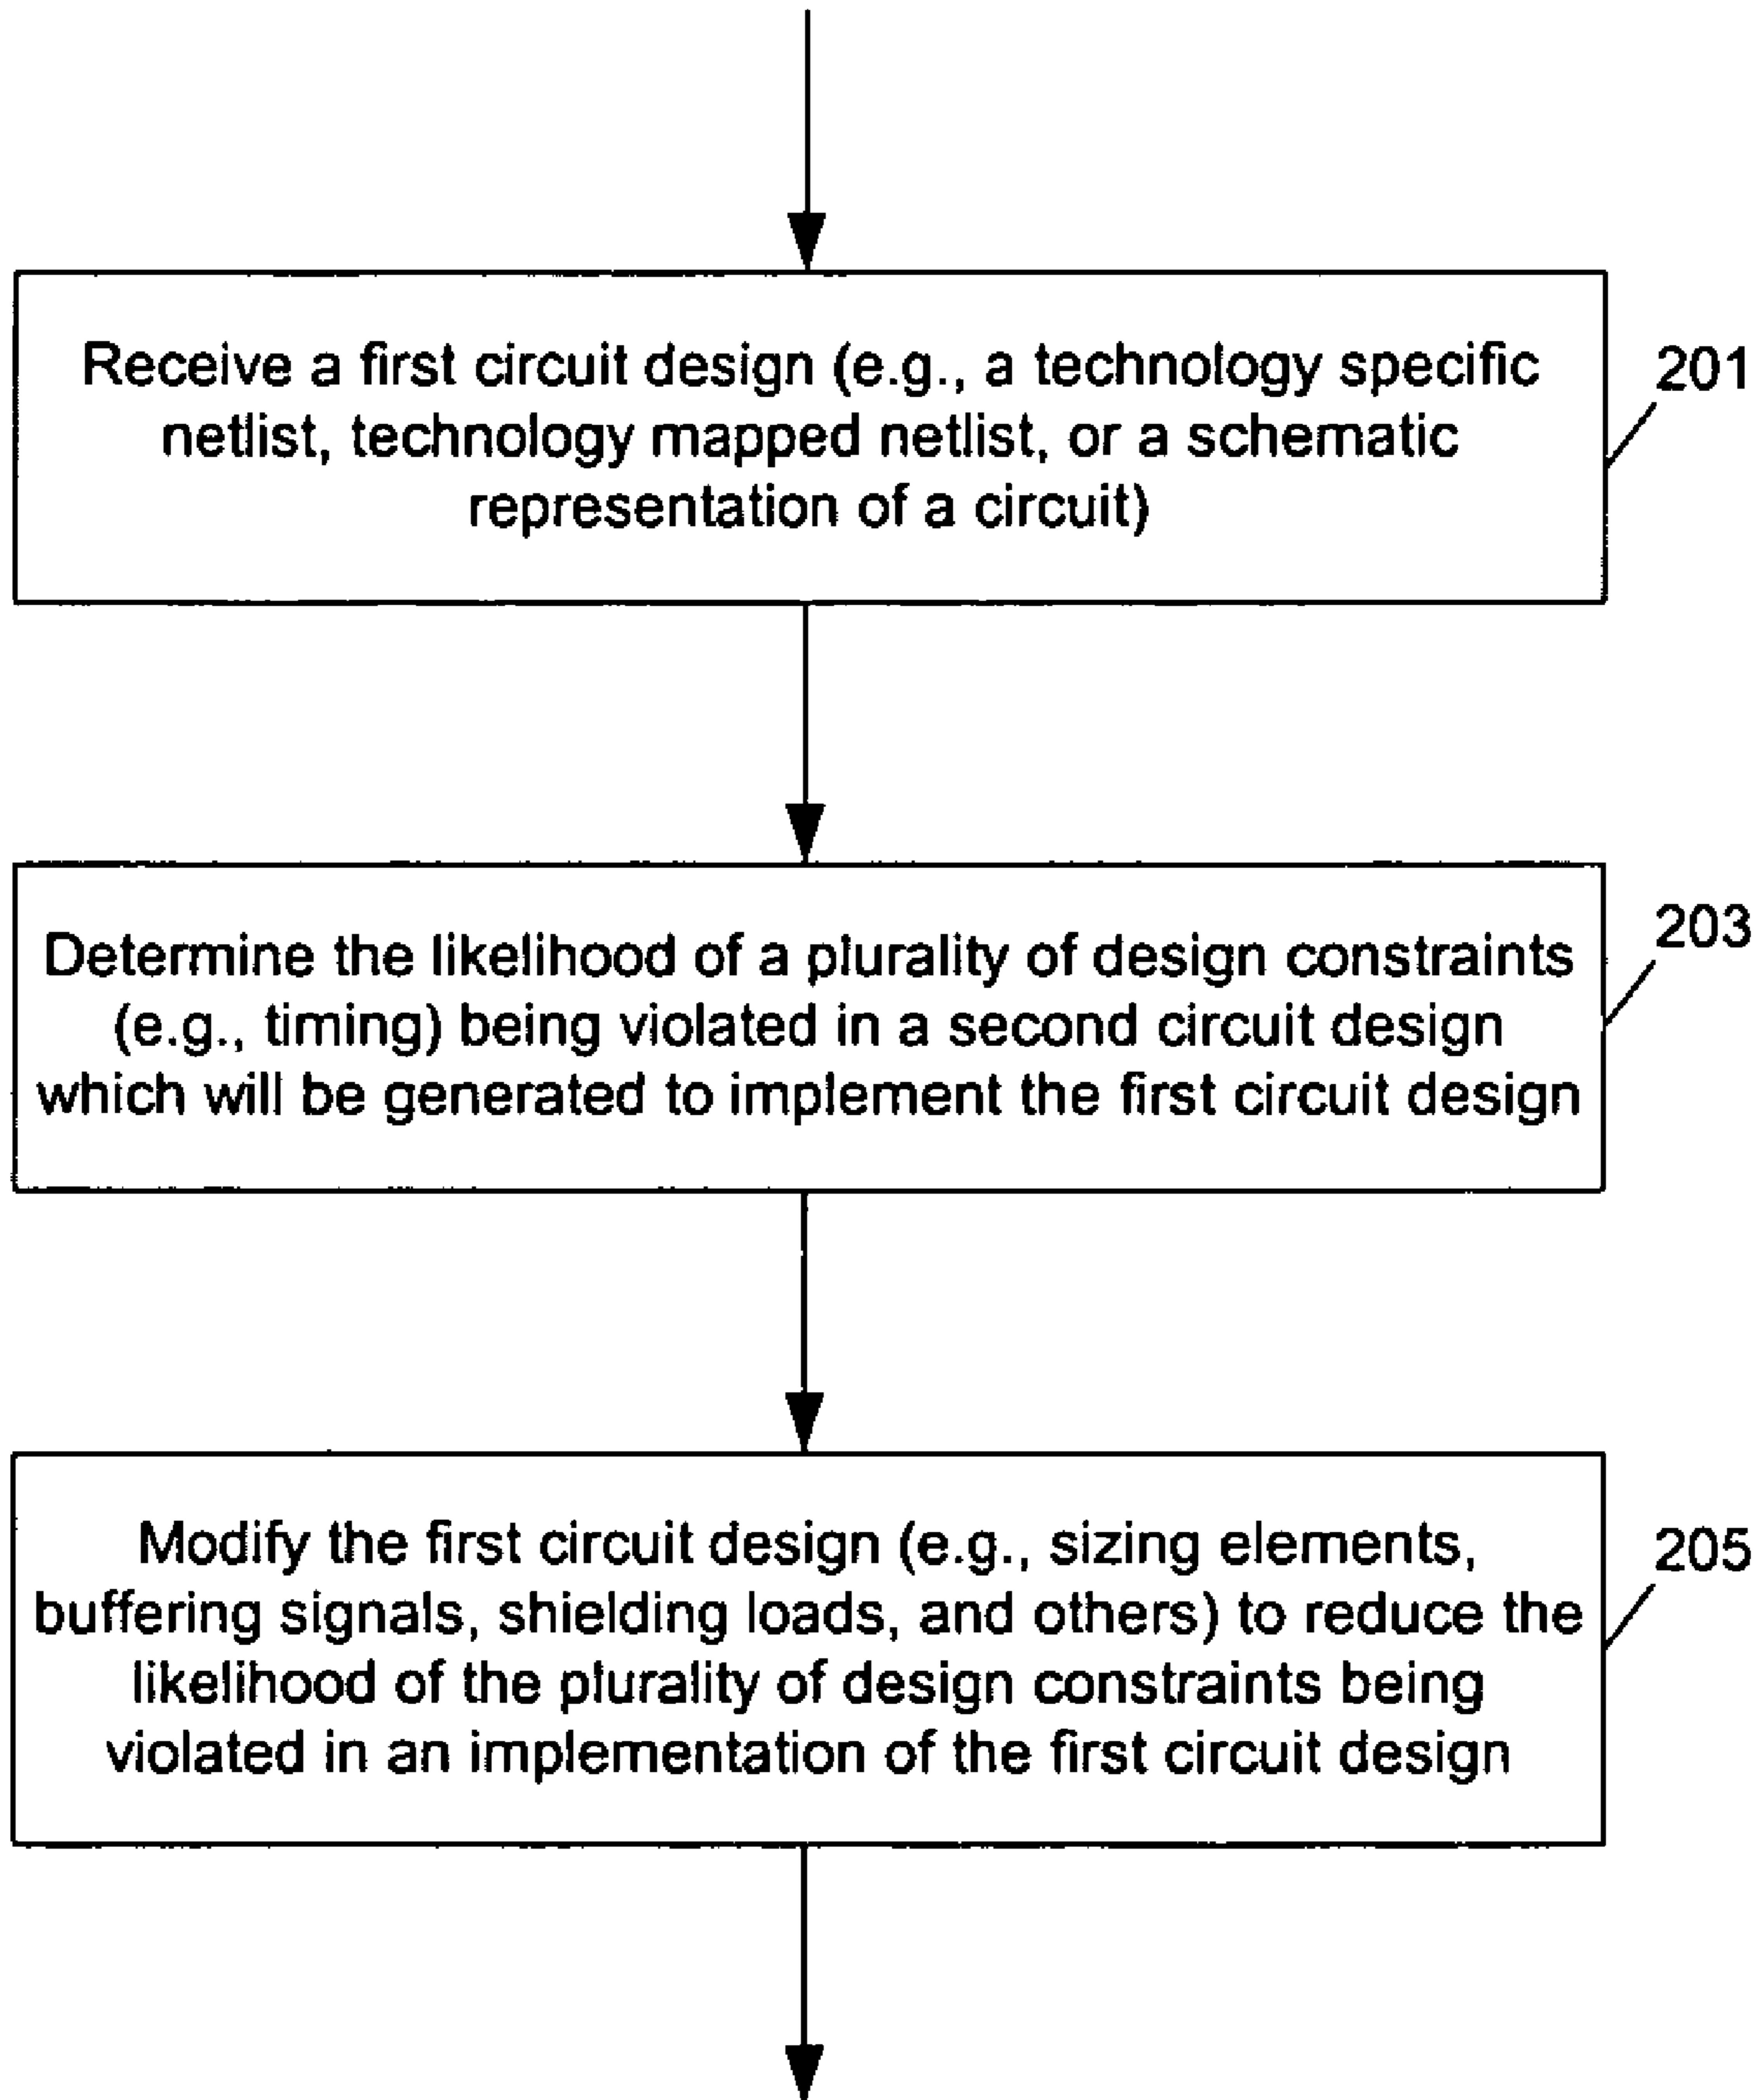 Receive a first circuit design (e.g., a technology specific
netlist, technology mapped netlist, or a schematic
representation of a circuit)
201
Determine the likelihood of a plurality of design constraints
(e.g., timing) being violated in a second circuit design
which will be generated to implement the first circuit design
203
Modify the first circuit design (e.g., sizing elements,
buffering signals, shielding loads, and others) to reduce the
likelihood of the plurality of design constraints being
violated in an implementation of the first circuit design
205